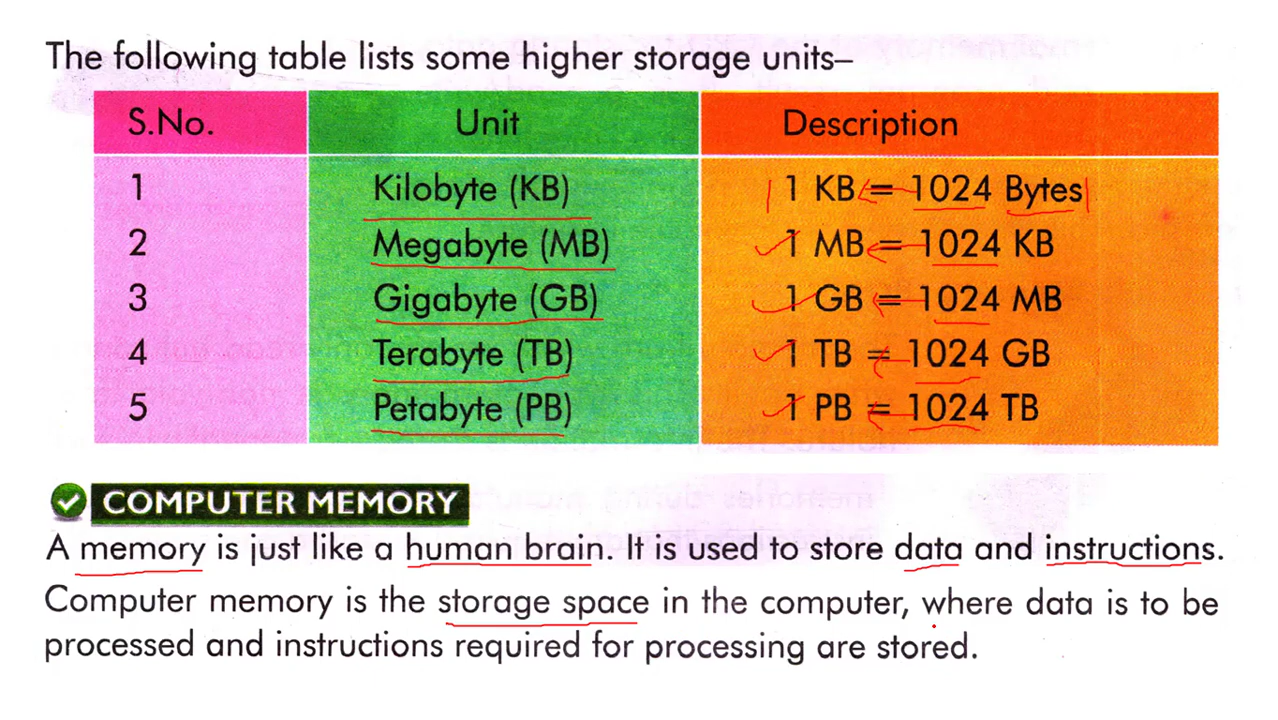 The following table lists some higher storage units–
S.No. Unit Description
1 Kilobyte (KB) 1 KB = 1024 Bytes
2 Megabyte (MB) 1 MB = 1024 KB
3 Gigabyte (GB) 1 GB = 1024 MB
4 Terabyte (TB) 1 TB = 1024 GB
5 Petabyte (PB) 1 PB = 1024 TB
COMPUTER MEMORY
A memory is just like a human brain. It is used to store data and instructions.
Computer memory is the storage space in the computer, where data is to be
processed and instructions required for processing are stored.